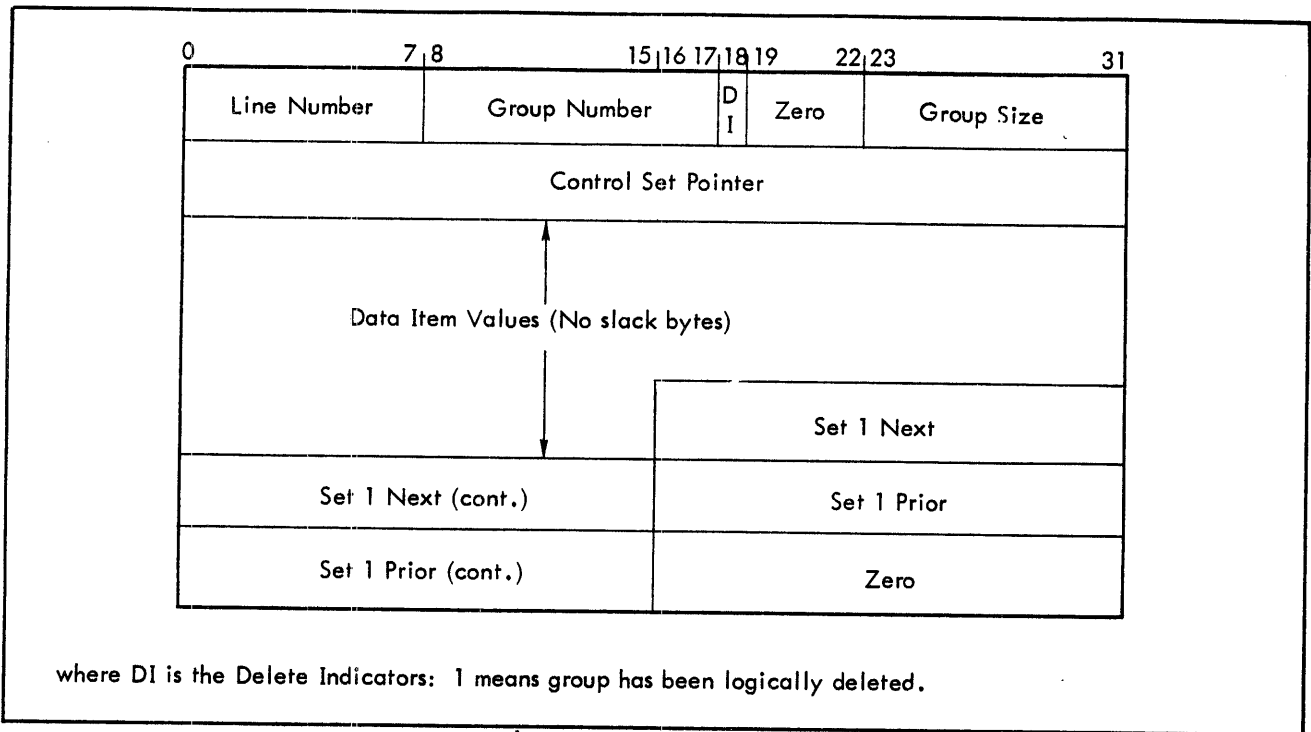 0 7 8 15 16 17 18 19 22 23 31
Line Number Group Number D I Zero Group Size
Control Set Pointer
Data Item Values (No slack bytes)
Set 1 Next
Set 1 Next (cont.) Set 1 Prior
Set 1 Prior (cont.) Zero
where DI is the Delete Indicators: 1 means group has been logically deleted.